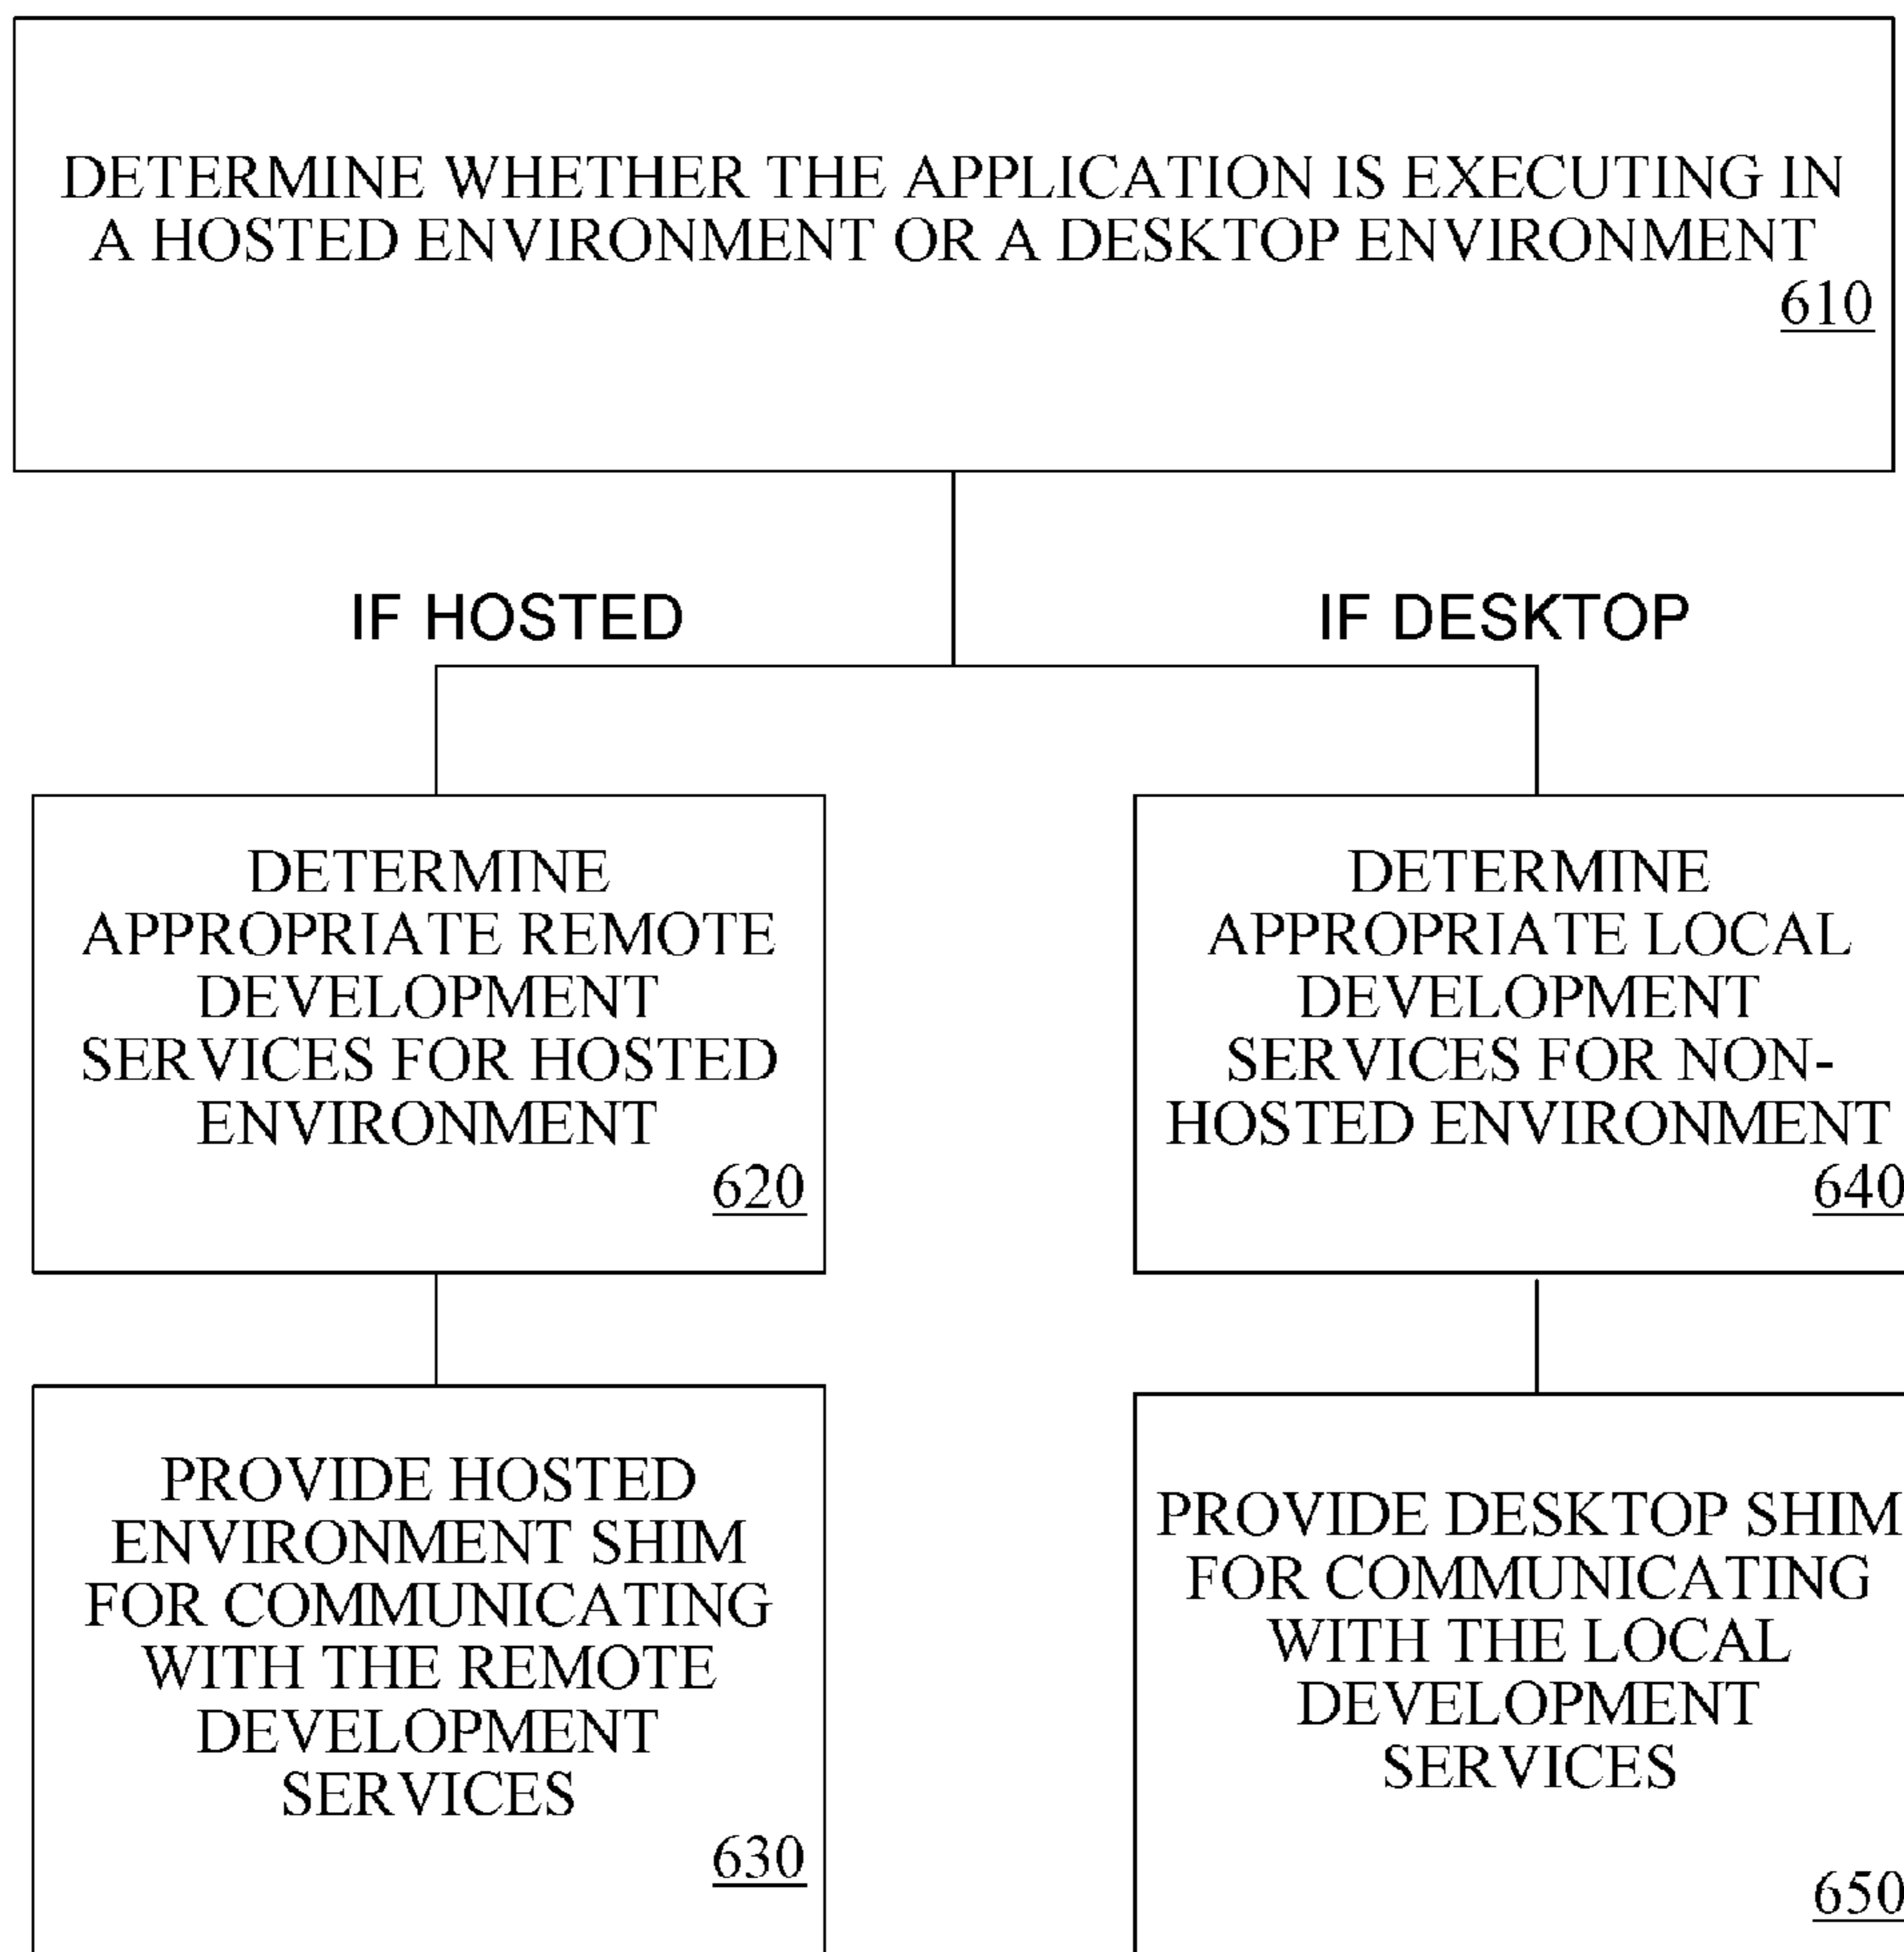 DETERMINE WHETHER THE APPLICATION IS EXECUTING IN
A HOSTED ENVIRONMENT OR A DESKTOP ENVIRONMENT
610
IF HOSTED
IF DESKTOP
DETERMINE
APPROPRIATE REMOTE
DEVELOPMENT
SERVICES FOR HOSTED
ENVIRONMENT
620
DETERMINE
APPROPRIATE LOCAL
DEVELOPMENT
SERVICES FOR NON-
HOSTED ENVIRONMENT
640
PROVIDE HOSTED
ENVIRONMENT SHIM
FOR COMMUNICATING
WITH THE REMOTE
DEVELOPMENT
SERVICES
630
PROVIDE DESKTOP SHIM
FOR COMMUNICATING
WITH THE LOCAL
DEVELOPMENT
SERVICES
650